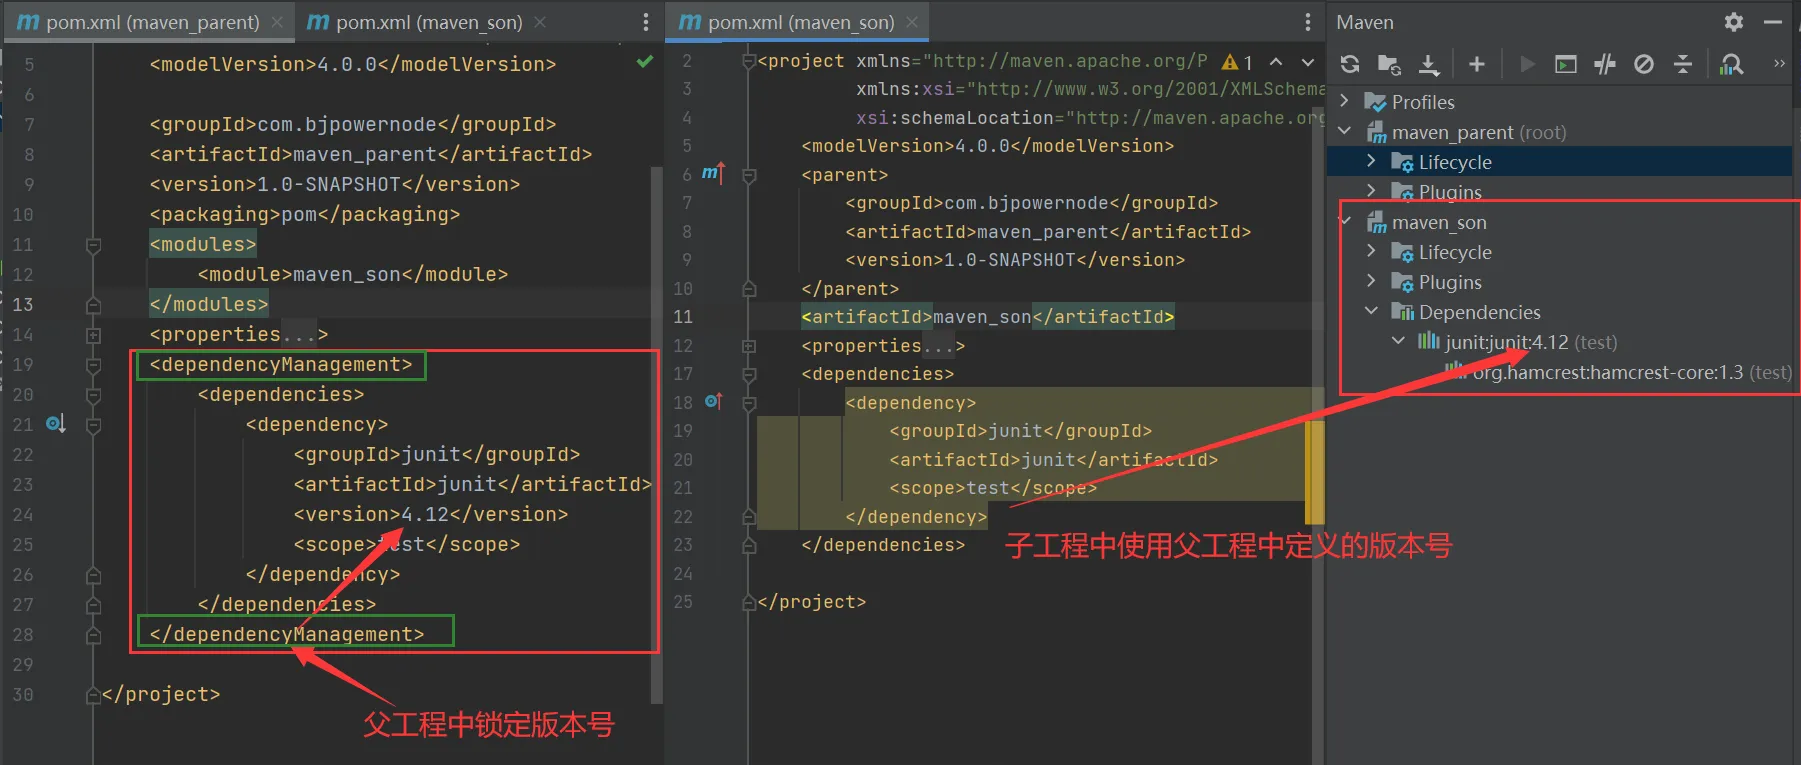 pom.xml (maven_parent)
pom.xml (maven_son)
5 <modelVersion>4.0.0</modelVersion>
6
7 <groupId>com.bjpowernode</groupId>
8 <artifactId>maven_parent</artifactId>
9 <version>1.0-SNAPSHOT</version>
10 <packaging>pom</packaging>
11 <modules>
12 <module>maven_son</module>
13 </modules>
14 <properties...>
19 <dependencyManagement>
20 <dependencies>
21 <dependency>
22 <groupId>junit</groupId>
23 <artifactId>junit</artifactId>
24 <version>4.12</version>
25 <scope>test</scope>
26 </dependency>
27 </dependencies>
28 </dependencyManagement>
29
30 </project>
父工程中锁定版本号
pom.xml (maven_son)
2 <project xmlns="http://maven.apache.org/P
1
3 xmlns:xsi="http://www.w3.org/2001/XMLSchema
4 xsi:schemaLocation="http://maven.apache.org
5 <modelVersion>4.0.0</modelVersion>
6 <parent>
7 <groupId>com.bjpowernode</groupId>
8 <artifactId>maven_parent</artifactId>
9 <version>1.0-SNAPSHOT</version>
10 </parent>
11 <artifactId>maven_son</artifactId>
12 <properties...>
17 <dependencies>
18 <dependency>
19 <groupId>junit</groupId>
20 <artifactId>junit</artifactId>
21 <scope>test</scope>
22 </dependency>
23 </dependencies>
24
25 </project>
子工程中使用父工程中定义的版本号
Maven
Profiles
maven_parent (root)
Lifecycle
Plugins
maven_son
Lifecycle
Plugins
Dependencies
junit:junit:4.12 (test)
org.hamcrest:hamcrest-core:1.3 (test)